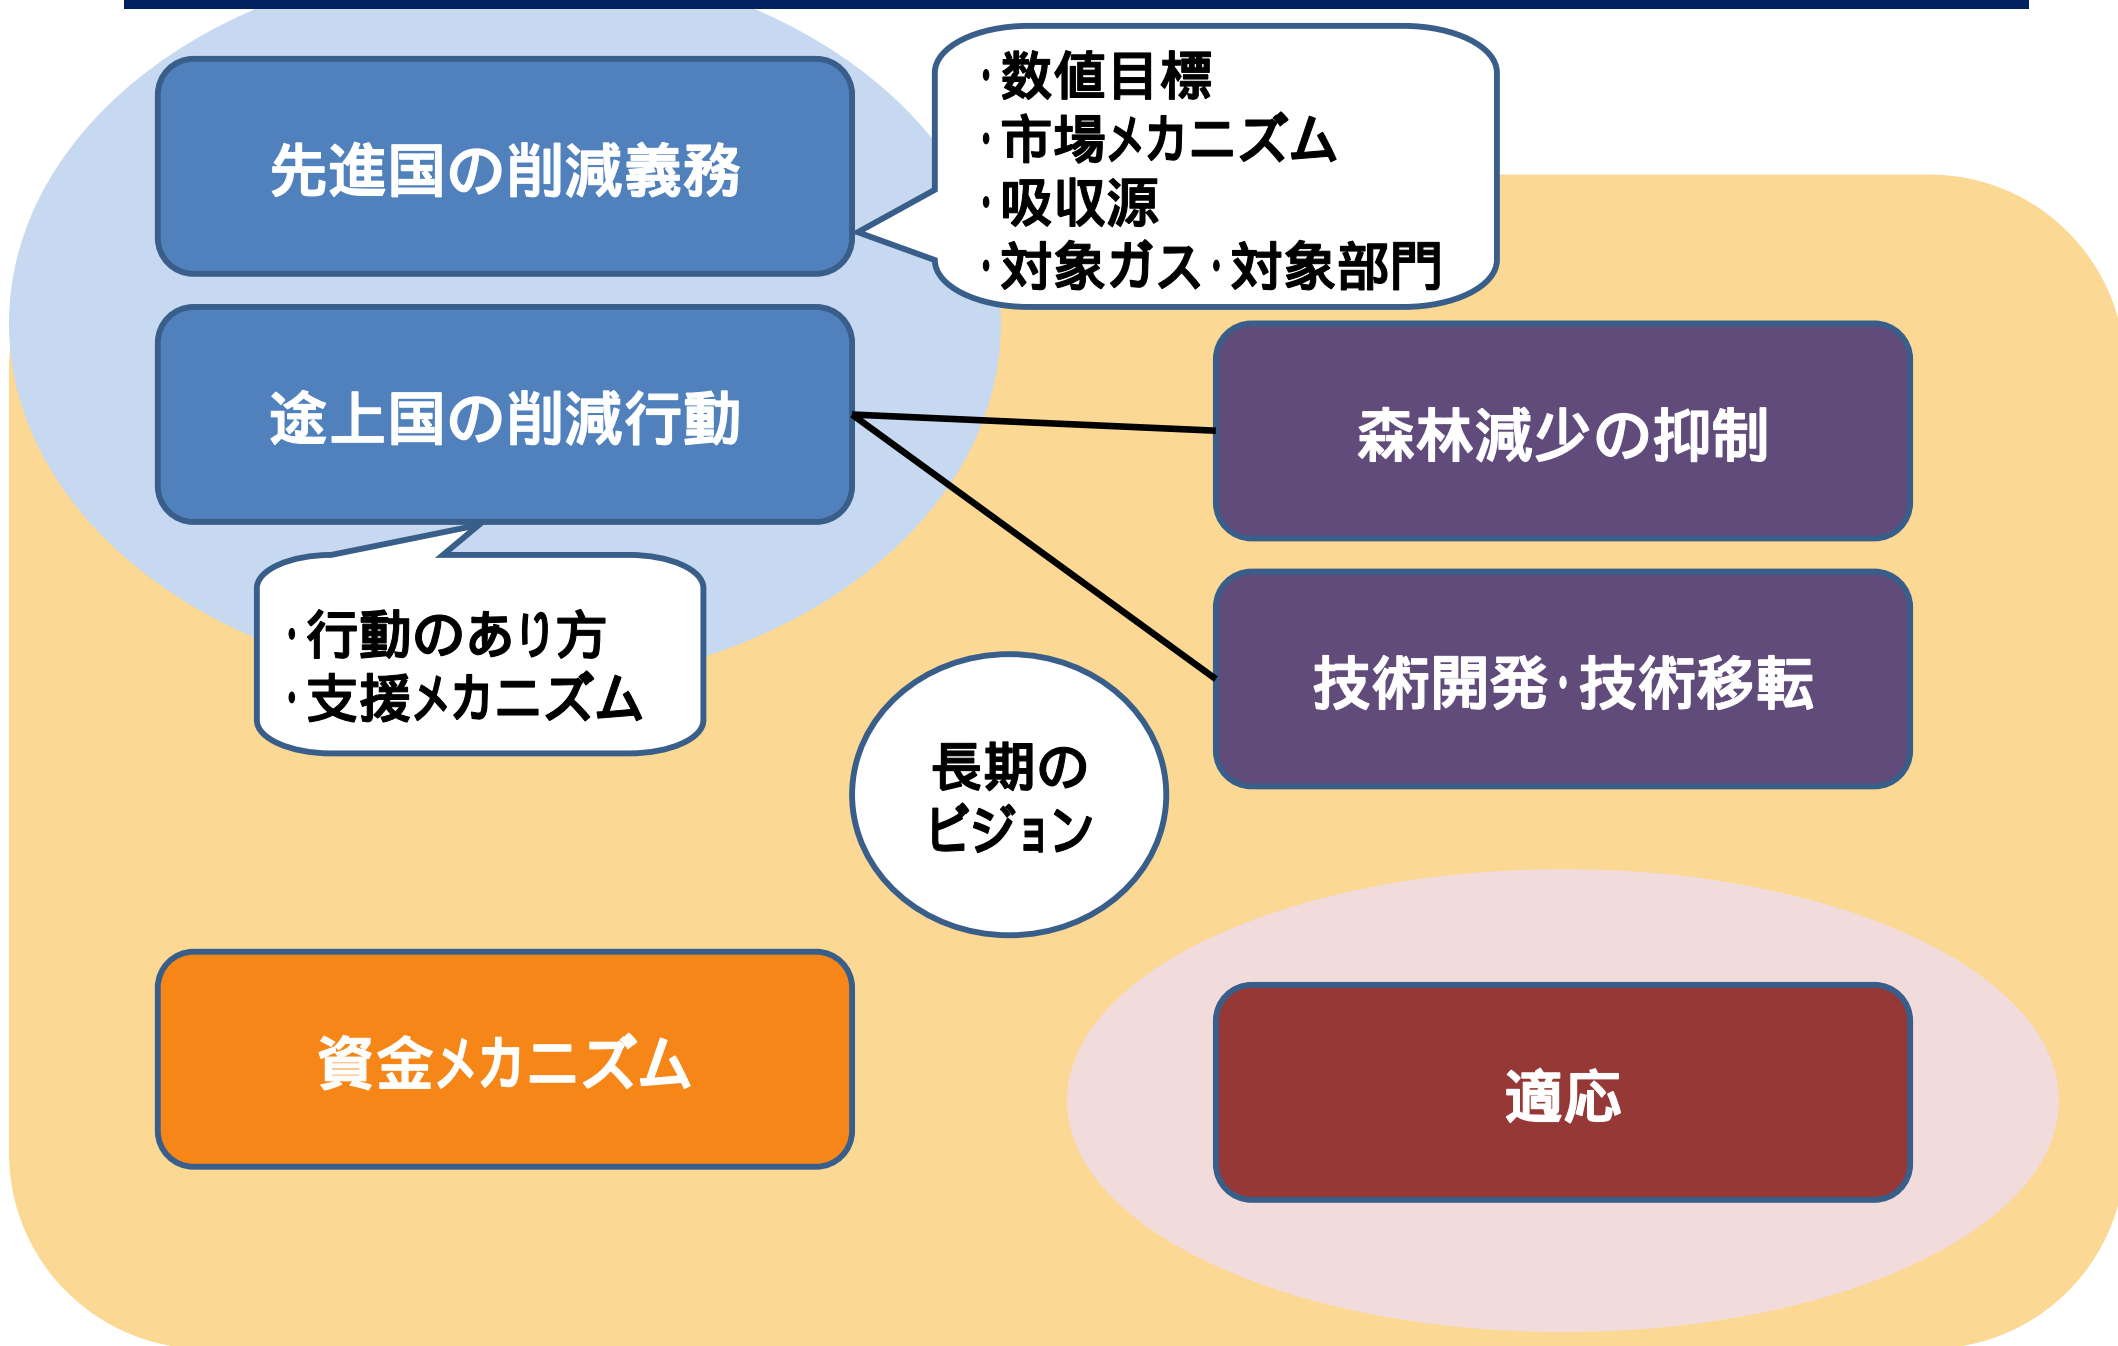 先進国の削減義務
・数値目標
・市場メカニズム
・吸収源
・対象ガス・対象部門
途上国の削減行動
・行動のあり方
・支援メカニズム
森林減少の抑制
技術開発・技術移転
長期の
ビジョン
資金メカニズム
適応